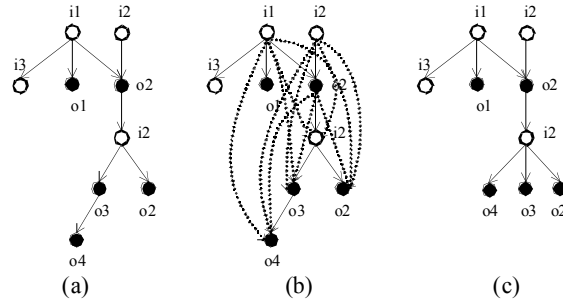 i1 i2 i1 i2 i1 i2
i3 o2 i3 o2 i3 o2
o1 o1 o1
i2 i2 i2
o3 o2 o3 o2 o4 o3 o2
o4 o4
(a) (b) (c)